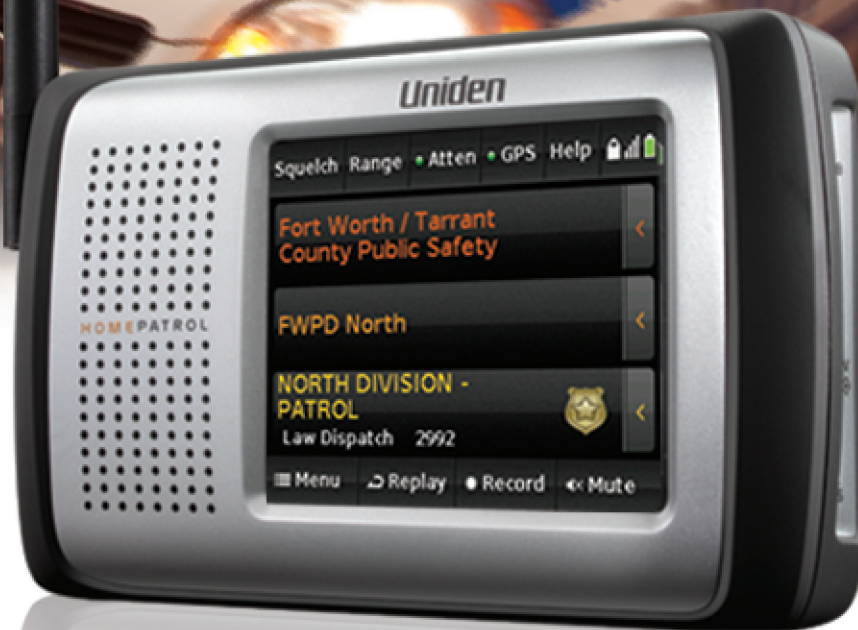 Uniden
Squelch Range • Atten • GPS Help
Fort Worth / Tarrant
County Public Safety
FWPD North
HOMEPATROL
NORTH DIVISION -
PATROL
Law Dispatch 2992
Menu Replay Record Mute